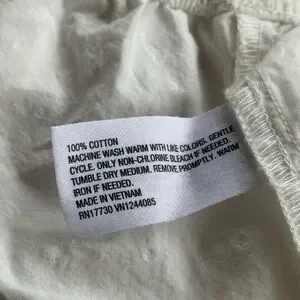 100% COTTON
MACHINE WASH WARM WITH LIKE COLORS. GENTLE
CYCLE. ONLY NON-CHLORINE BLEACH IF NEEDED.
TUMBLE DRY MEDIUM. REMOVE PROMPTLY. WARM
IRON IF NEEDED.
MADE IN VIETNAM
RN17730 VN1244085